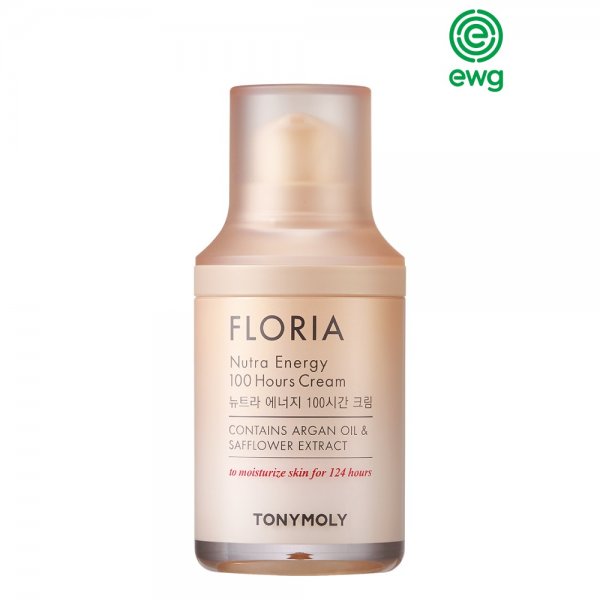 ewg
FLORIA
Nutra Energy
100 Hours Cream
뉴트라 에너지 100시간 크림
CONTAINS ARGAN OIL &
SAFFLOWER EXTRACT
to moisturize skin for 124 hours
TONYMOLY